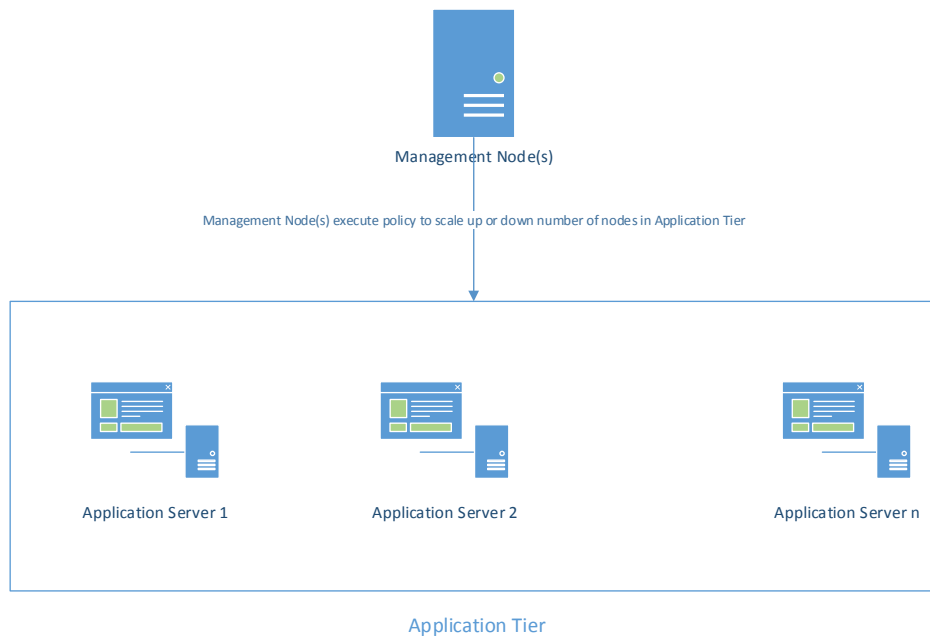 Management Node(s)
Management Node(s) execute policy to scale up or down number of nodes in Application Tier
Application Server 1
Application Server 2
Application Server n
Application Tier